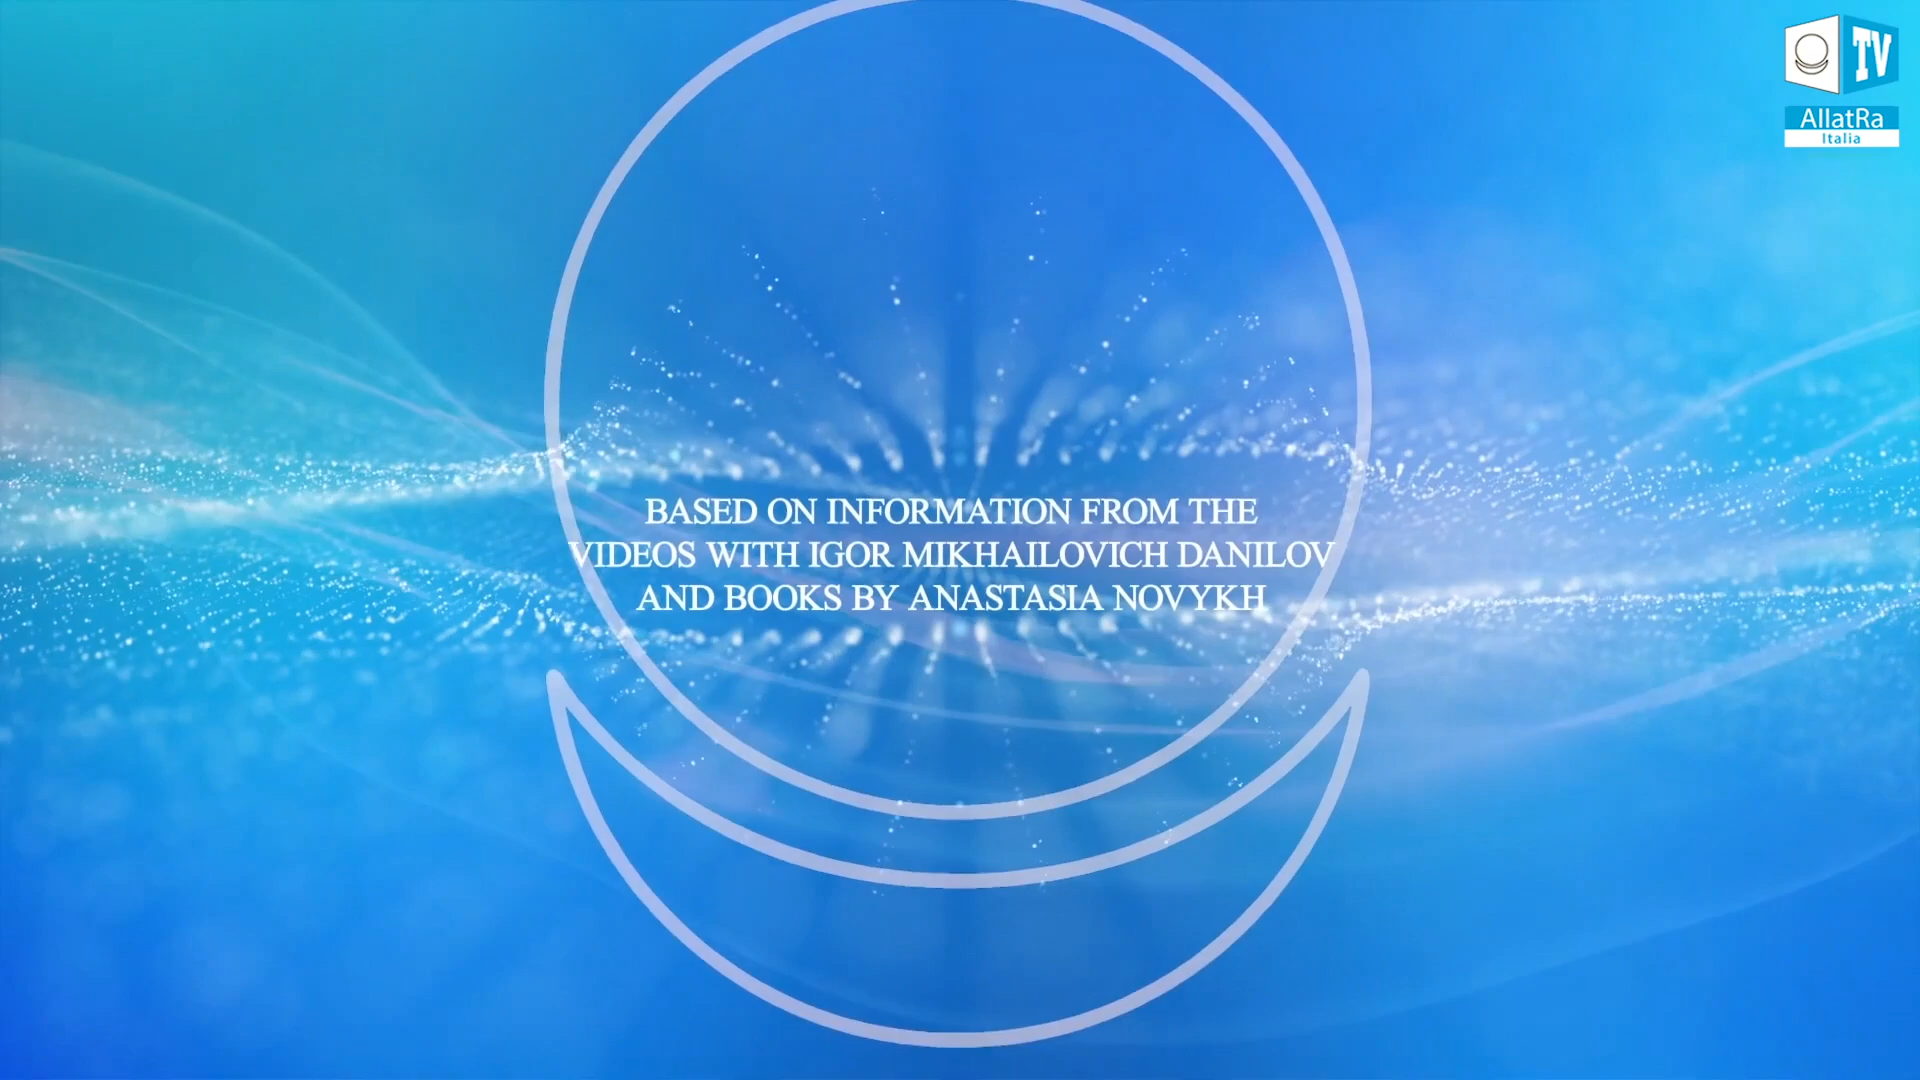 TV
AllatRa
Italia
BASED ON INFORMATION FROM THE
VIDEOS WITH IGOR MIKHAILOVICH DANILOV
AND BOOKS BY ANASTASIA NOVYKH